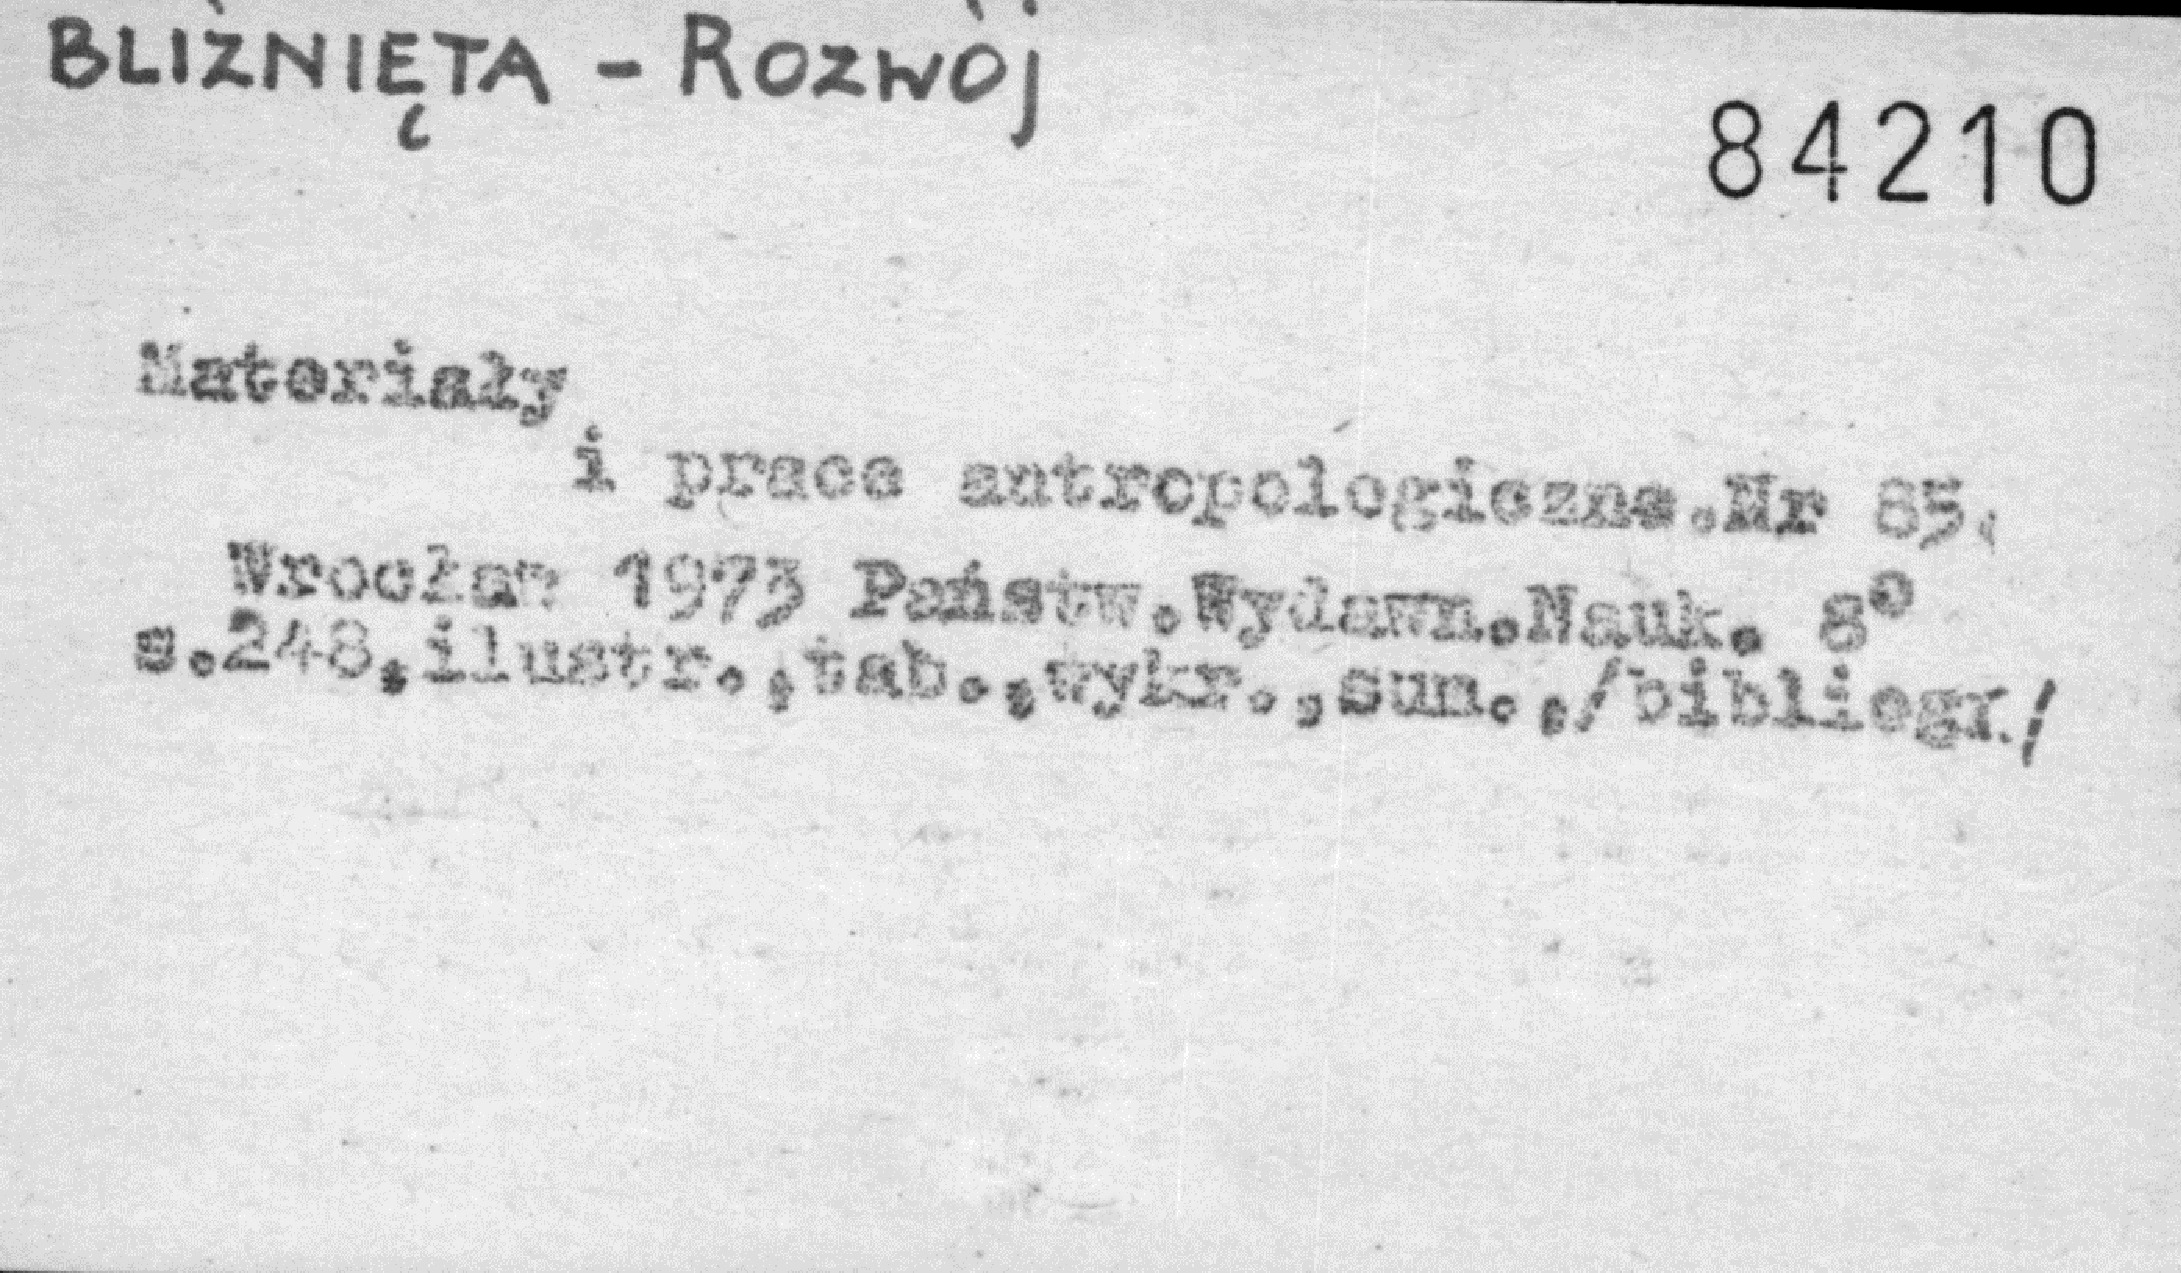 BLIŹNIĘTA - ROZWÓJ
84210
Materiały
i prace antropologiczne.Nr 85.
Wrocław 1973 Państw.Wydawn.Nauk. 8°
s.248,ilustr.,tab.,wykr.,sum.,/bibliogr./